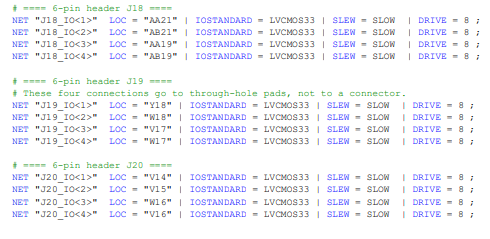 # ==== 6-pin header J18 ====
NET "J18_IO<1>" LOC = "AA21" | IOSTANDARD = LVCMOS33 | SLEW = SLOW | DRIVE = 8 ;
NET "J18_IO<2>" LOC = "AB21" | IOSTANDARD = LVCMOS33 | SLEW = SLOW | DRIVE = 8 ;
NET "J18_IO<3>" LOC = "AA19" | IOSTANDARD = LVCMOS33 | SLEW = SLOW | DRIVE = 8 ;
NET "J18_IO<4>" LOC = "AB19" | IOSTANDARD = LVCMOS33 | SLEW = SLOW | DRIVE = 8 ;
# ==== 6-pin header J19 ====
# These four connections go to through-hole pads, not to a connector.
NET "J19_IO<1>" LOC = "Y18" | IOSTANDARD = LVCMOS33 | SLEW = SLOW | DRIVE = 8 ;
NET "J19_IO<2>" LOC = "W18" | IOSTANDARD = LVCMOS33 | SLEW = SLOW | DRIVE = 8 ;
NET "J19_IO<3>" LOC = "V17" | IOSTANDARD = LVCMOS33 | SLEW = SLOW | DRIVE = 8 ;
NET "J19_IO<4>" LOC = "W17" | IOSTANDARD = LVCMOS33 | SLEW = SLOW | DRIVE = 8 ;
# ==== 6-pin header J20 ====
NET "J20_IO<1>" LOC = "V14" | IOSTANDARD = LVCMOS33 | SLEW = SLOW | DRIVE = 8 ;
NET "J20_IO<2>" LOC = "V15" | IOSTANDARD = LVCMOS33 | SLEW = SLOW | DRIVE = 8 ;
NET "J20_IO<3>" LOC = "W16" | IOSTANDARD = LVCMOS33 | SLEW = SLOW | DRIVE = 8 ;
NET "J20_IO<4>" LOC = "V16" | IOSTANDARD = LVCMOS33 | SLEW = SLOW | DRIVE = 8 ;